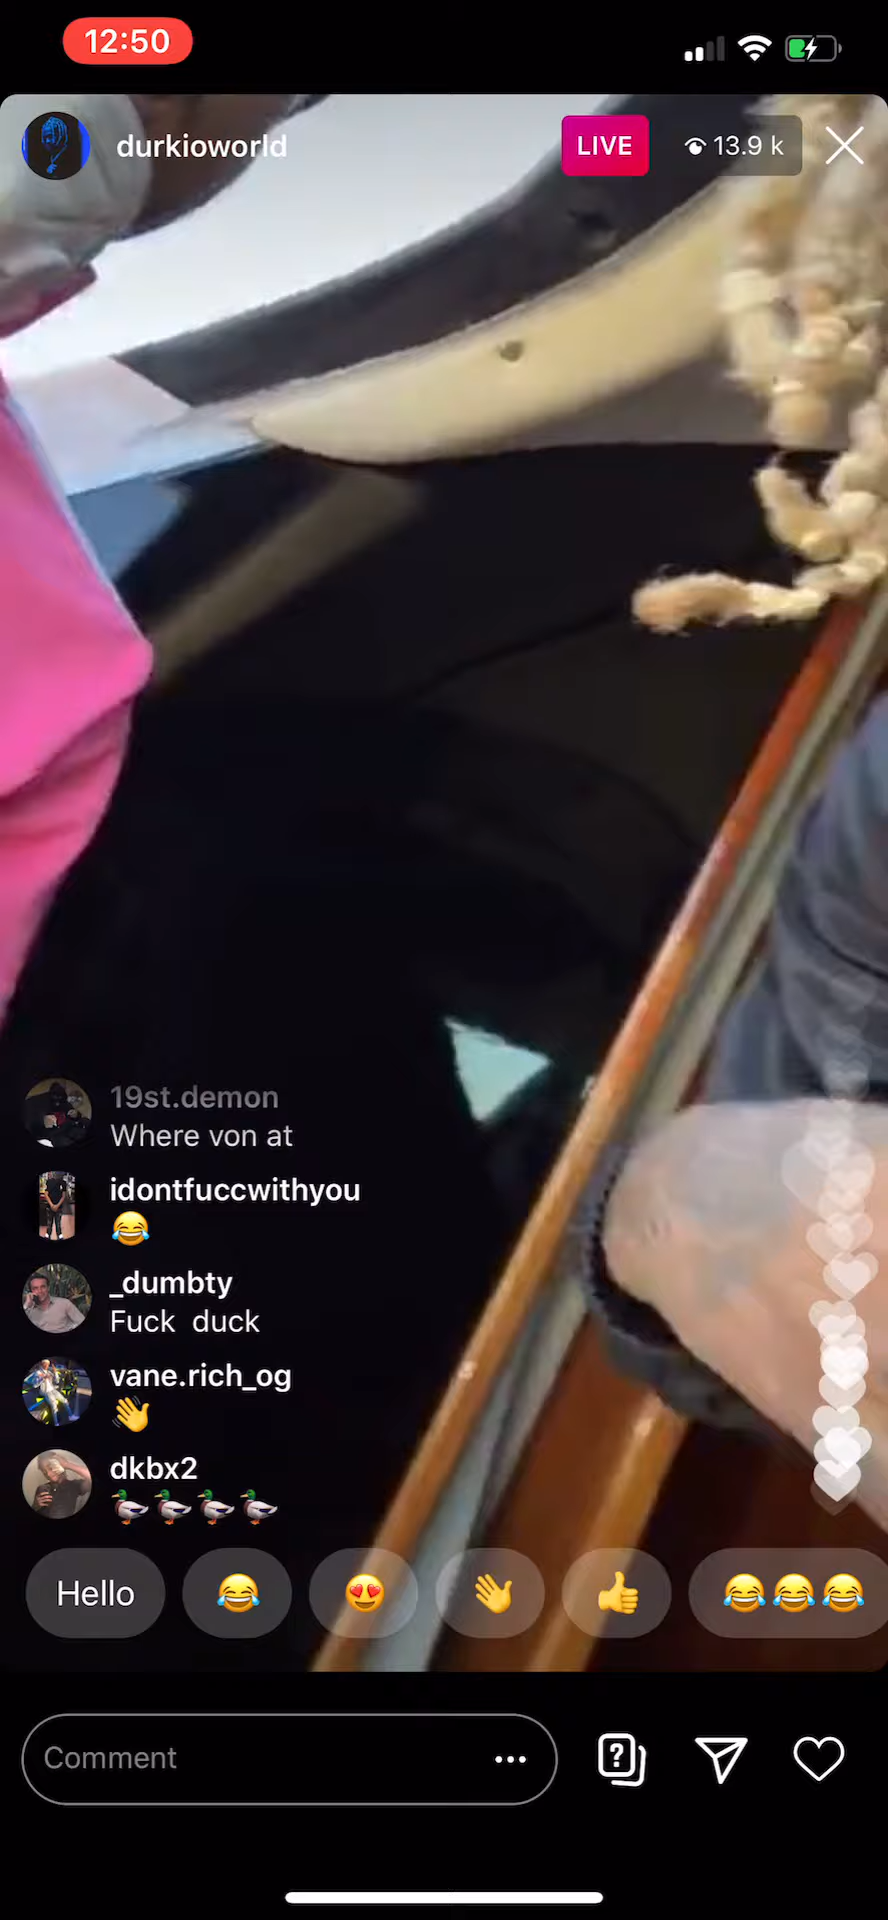 12:50
durkioworld
LIVE
13.9 k
19st.demon
Where von at
idontfuccwithyou
😂
_dumbty
Fuck duck
vane.rich_og
👋
dkbx2
🦆🦆🦆🦆
Hello
😂
😍
👋
👍
😂😂😂
Comment